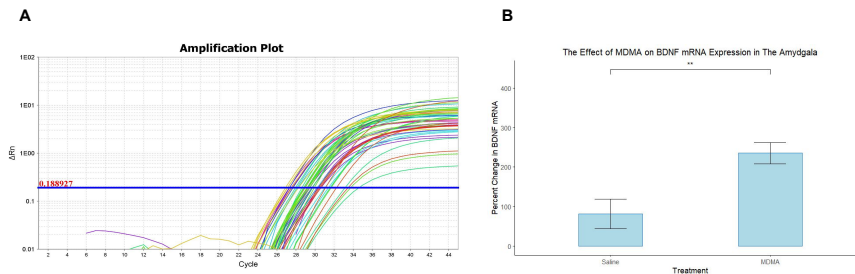 A
B
Amplification Plot
1E02
1E01
1E00
0.1
0.01
ΔRn
0.188927
2 4 6 8 10 12 14 16 18 20 22 24 26 28 30 32 34 36 38 40 42 44
Cycle
The Effect of MDMA on BDNF mRNA Expression in The Amydgala
**
Percent Change in BDNF mRNA
400
300
200
100
0
Saline MDMA
Treatment